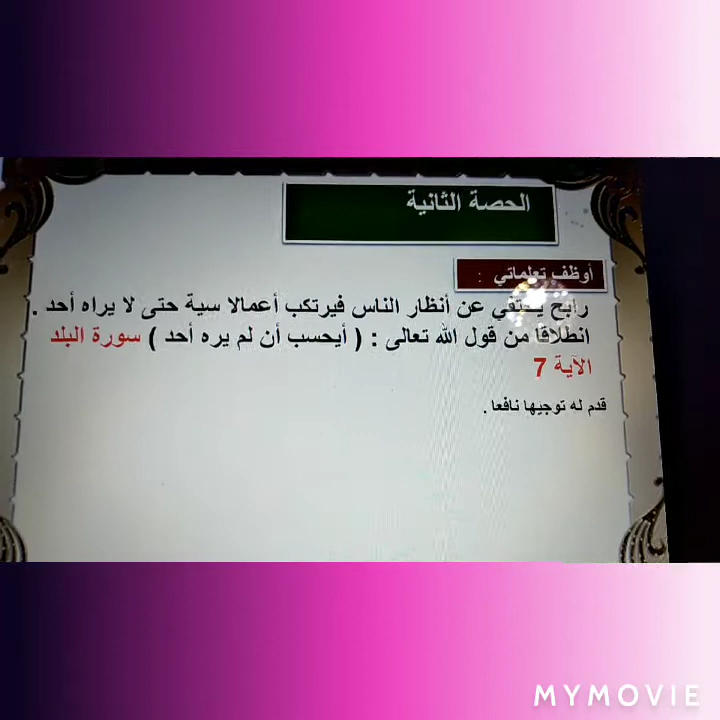 الحصة الثانية
أوظف تعلماتي :
رابح يختفي عن أنظار الناس فيرتكب أعمالا سية حتى لا يراه أحد .
انطلاقا من قول الله تعالى : ( أيحسب أن لم يره أحد ) سورة البلد
الآية 7
قدم له توجيها نافعا .
MYMOVIE